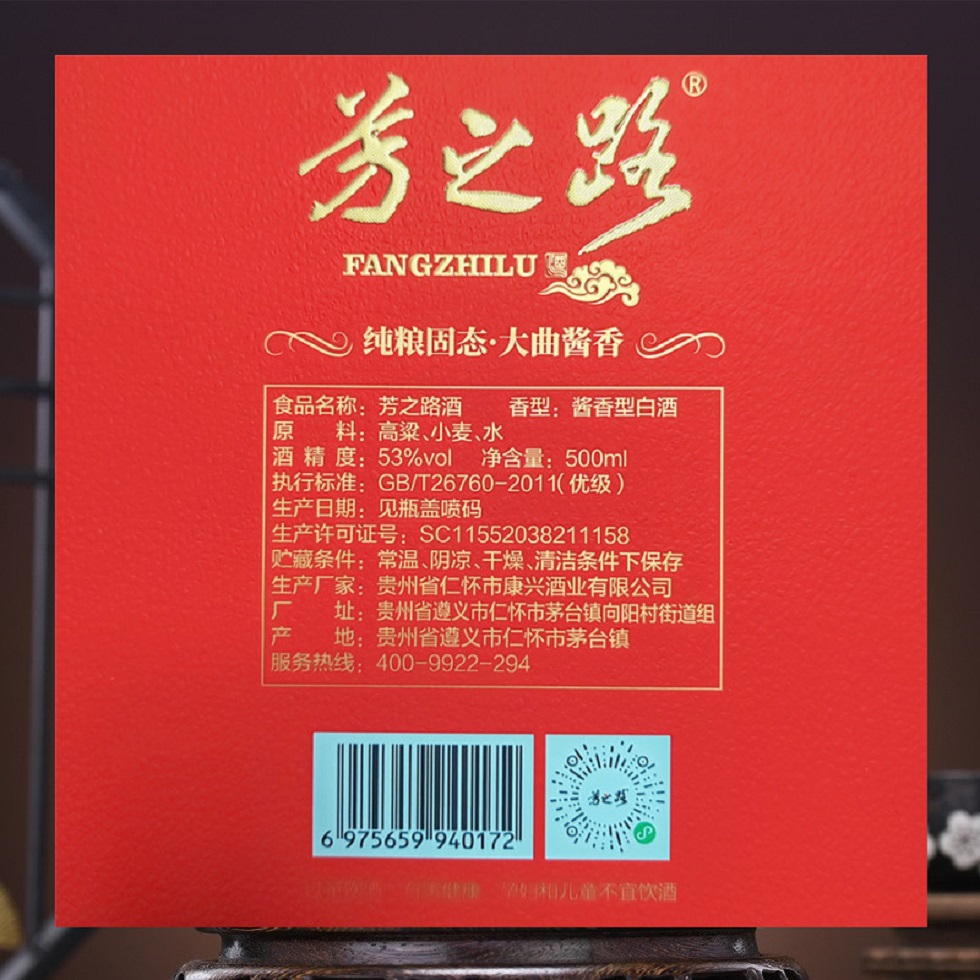 芳之路®
FANGZHILU
纯粮固态·大曲酱香
食品名称：芳之路酒 香型：酱香型白酒
原 料：高粱、小麦、水
酒 精 度：53%vol 净含量：500ml
执行标准：GB/T26760-2011(优级)
生产日期：见瓶盖喷码
生产许可证号：SC11552038211158
贮藏条件：常温、阴凉、干燥、清洁条件下保存
生产厂家：贵州省仁怀市康兴酒业有限公司
厂 址：贵州省遵义市仁怀市茅台镇向阳村街道组
产 地：贵州省遵义市仁怀市茅台镇
服务热线：400-9922-294
6 975659 940172
芳之路
儿童不宜饮酒